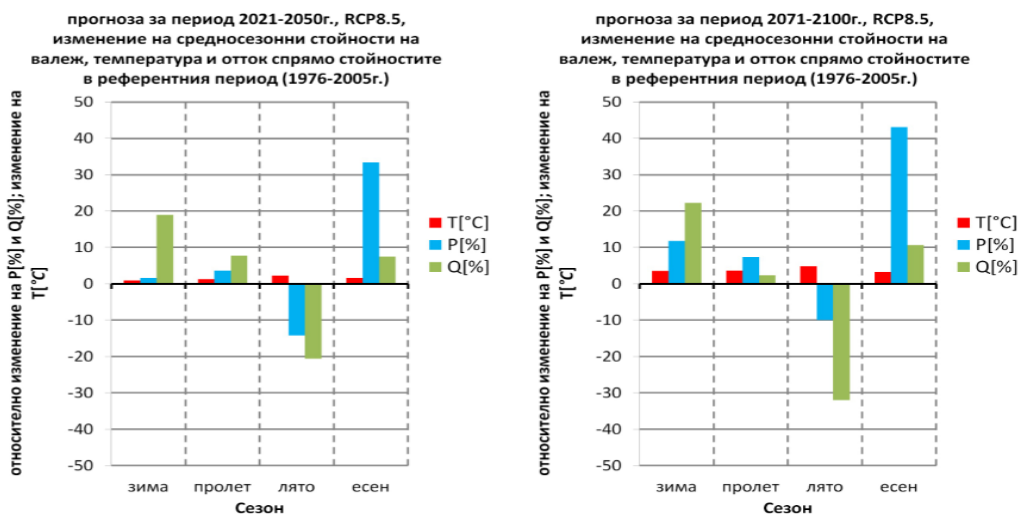 прогноза за период 2021-2050г., RCP8.5,
изменение на средносезонни стойности на
валеж, температура и отток спрямо стойностите
в референтния период (1976-2005г.)
относително изменение на P[%] и Q[%]; изменение на
T[°C]
50
40
30
20
10
0
-10
-20
-30
-40
-50
зима
пролет
лято
есен
Сезон
T[°C]
P[%]
Q[%]
прогноза за период 2071-2100г., RCP8.5,
изменение на средносезонни стойности на
валеж, температура и отток спрямо стойностите
в референтния период (1976-2005г.)
относително изменение на P[%] и Q[%]; изменение на
T[°C]
50
40
30
20
10
0
-10
-20
-30
-40
-50
зима
пролет
лято
есен
Сезон
T[°C]
P[%]
Q[%]